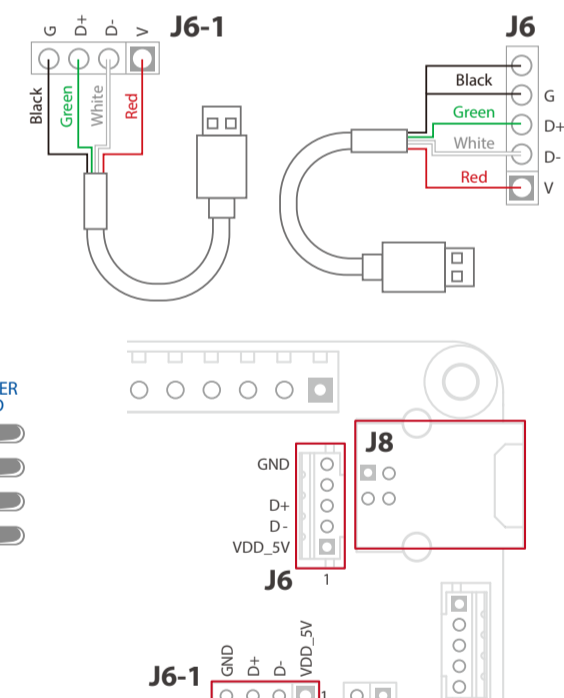 J6-1
G D+ D- V
Black Green White Red
J6
Black
G
Green
D+
White
D-
Red
V
ER
J8
GND
D+
D-
VDD_5V
J6 1
J6-1
GND D+ D- VDD_5V
1